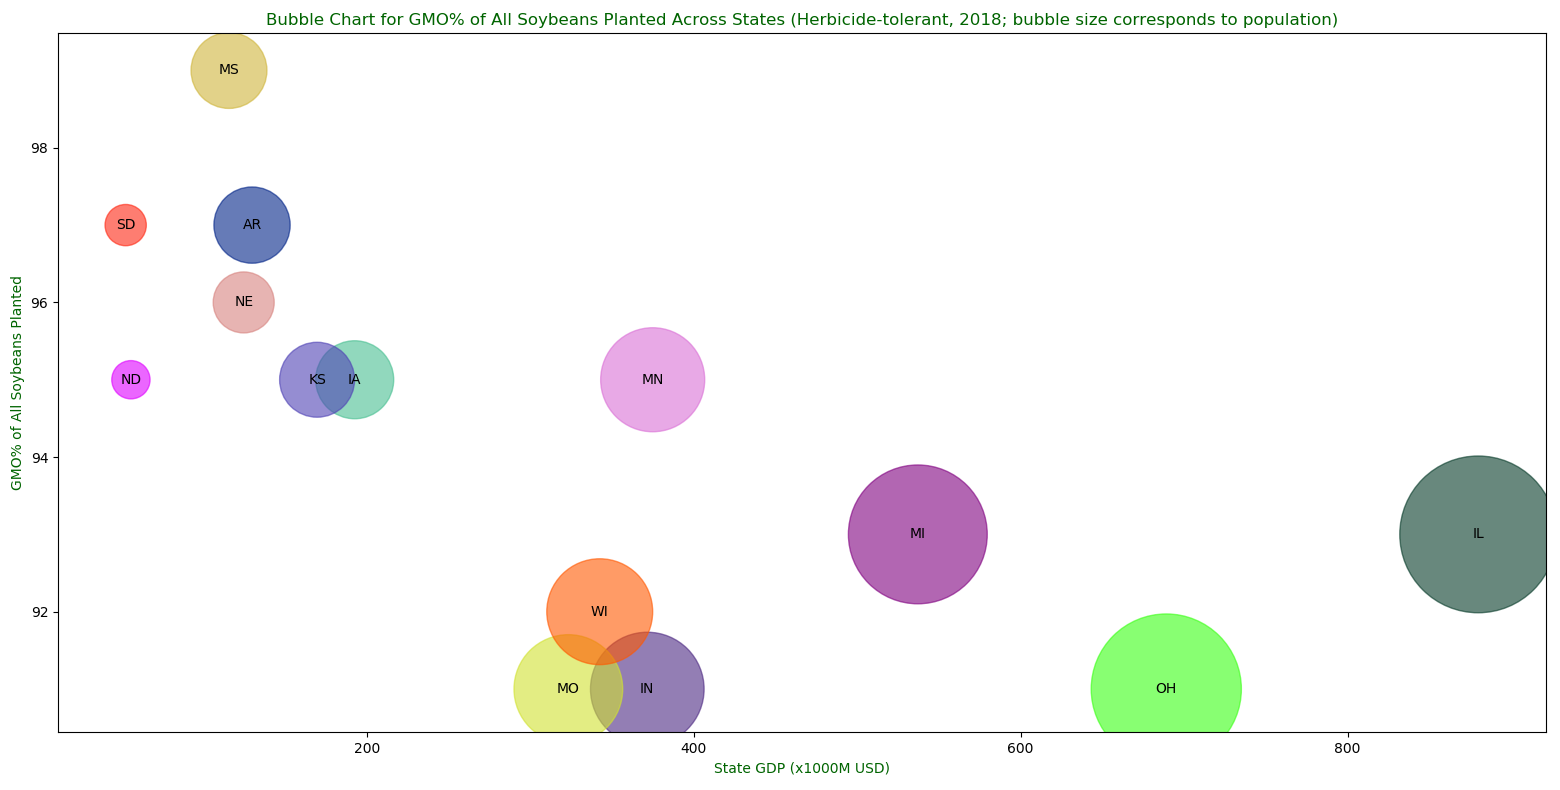 Bubble Chart for GMO% of All Soybeans Planted Across States (Herbicide-tolerant, 2018; bubble size corresponds to population)
GMO% of All Soybeans Planted
98
96
94
92
MS
SD
AR
NE
ND
KS
IA
MN
MI
IL
WI
MO
IN
OH
200
400
600
800
State GDP (x1000M USD)